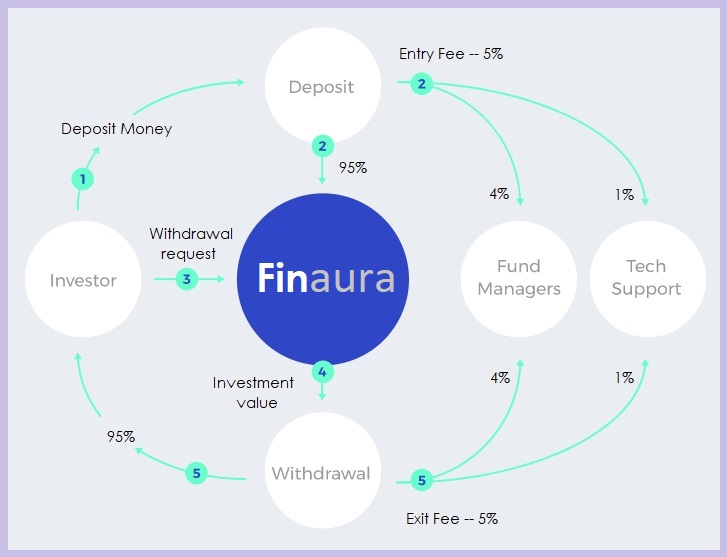 Entry Fee -- 5%
Deposit
2
Deposit Money
2
95%
1
4%
1%
Withdrawal
request
Investor
3
Finaura
Fund
Managers
Tech
Support
4
Investment
value
4%
1%
95%
5
Withdrawal
5
Exit Fee -- 5%